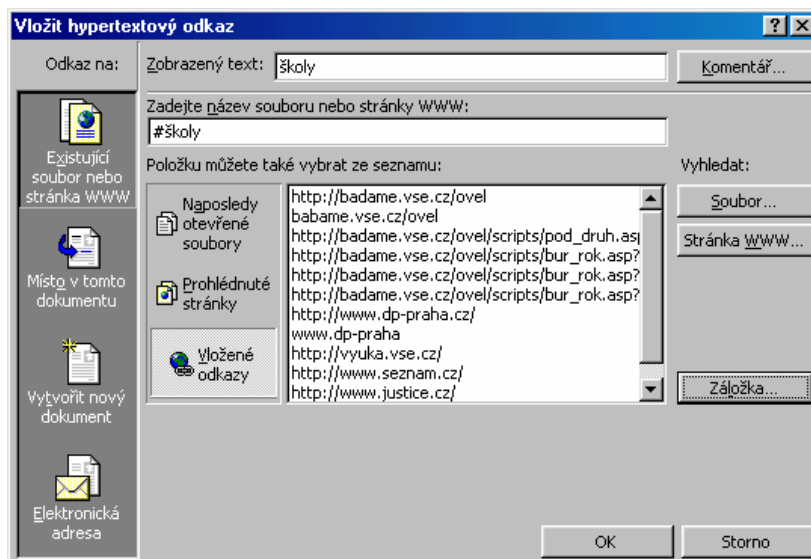 Vložit hypertextový odkaz
Odkaz na:
Zobrazený text: školy
Komentář...
Existující
soubor nebo
stránka WWW
Zadejte název souboru nebo stránky WWW:
#školy
Položku můžete také vybrat ze seznamu:
Vyhledat:
Naposledy
otevřené
soubory
Prohlédnuté
stránky
Vložené
odkazy
http://badame.vse.cz/ovel
babame.vse.cz/ovel
http://badame.vse.cz/ovel/scripts/pod_druh.asp
http://badame.vse.cz/ovel/scripts/bur_rok.asp?
http://badame.vse.cz/ovel/scripts/bur_rok.asp?
http://badame.vse.cz/ovel/scripts/bur_rok.asp?
http://www.dp-praha.cz/
www.dp-praha
http://vyuka.vse.cz/
http://www.seznam.cz/
http://www.justice.cz/
Soubor...
Stránka WWW...
Záložka...
Místo v tomto
dokumentu
Vytvořit nový
dokument
Elektronická
adresa
OK
Storno